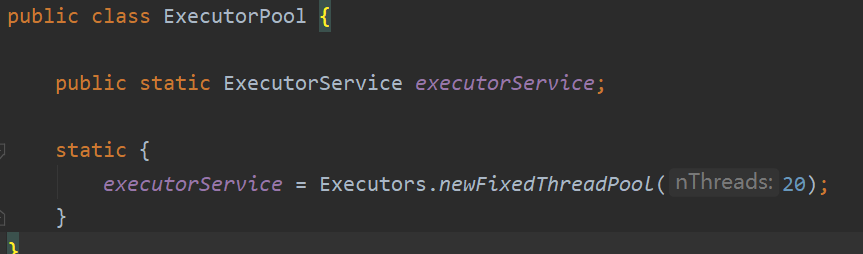 public class ExecutorPool {
public static ExecutorService executorService;
static {
executorService = Executors.newFixedThreadPool( nThreads: 20);
}
}